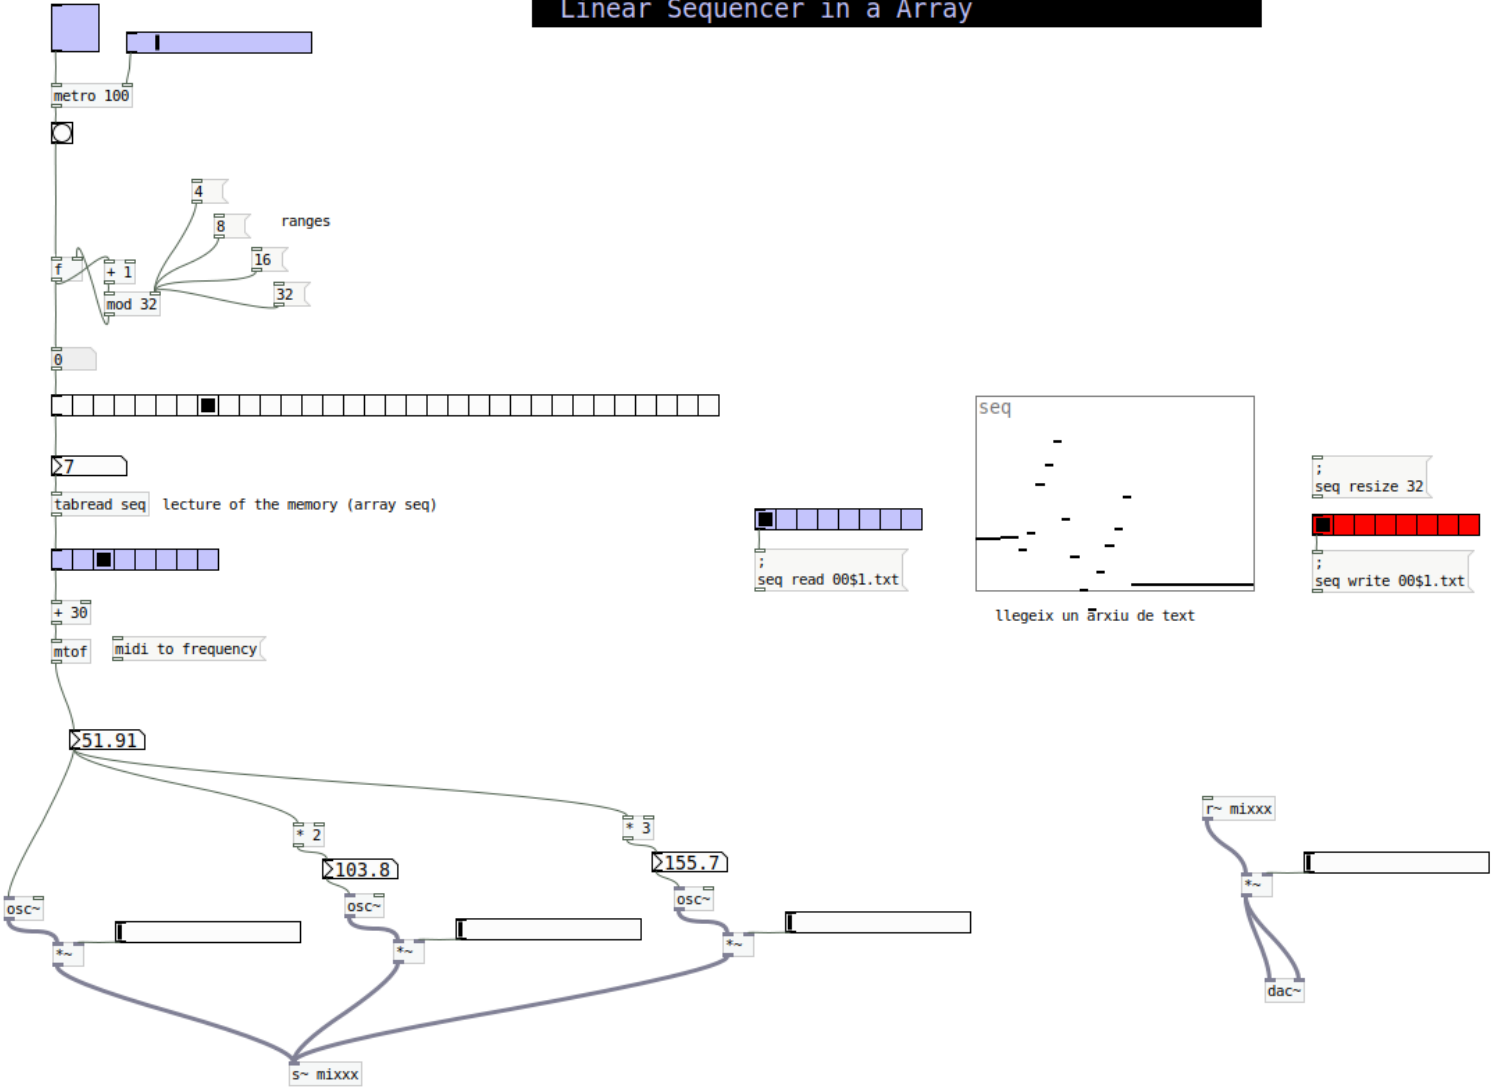 Linear Sequencer in a Array
metro 100
4
8
ranges
16
f
+ 1
32
mod 32
0
seq
7
;
seq resize 32
tabread seq
lecture of the memory (array seq)
;
seq read 00$1.txt
;
seq write 00$1.txt
+ 30
llegeix un arxiu de text
mtof
midi to frequency
51.91
r~ mixxx
* 2
* 3
103.8
155.7
*~
osc~
osc~
osc~
*~
*~
*~
dac~
s~ mixxx